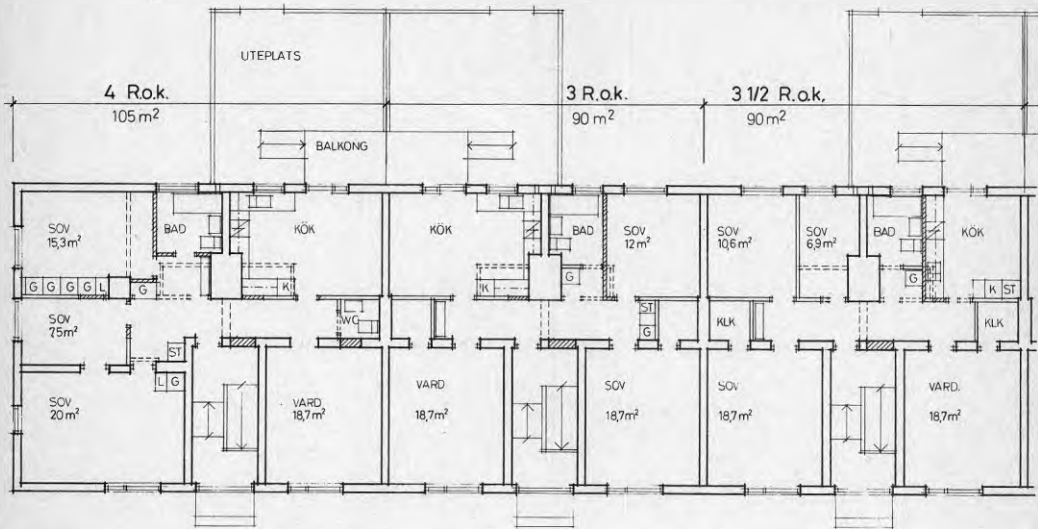 UTEPLATS
4 R.o.k.
105 m²
3 R.o.k.
90 m²
3 1/2 R.o.k.
90 m²
BALKONG
SOV
15,3 m²
BAD
KÖK
KÖK
BAD
SOV
12 m²
SOV
10,6 m²
SOV
6,9 m²
BAD
KÖK
G G G G L
G
K
K
G
G
K ST
SOV
7,5 m²
WC
ST
G
KLK
KLK
ST
L G
SOV
20 m²
VARD
18,7 m²
VARD
18,7 m²
SOV
18,7 m²
SOV
18,7 m²
VARD.
18,7 m²